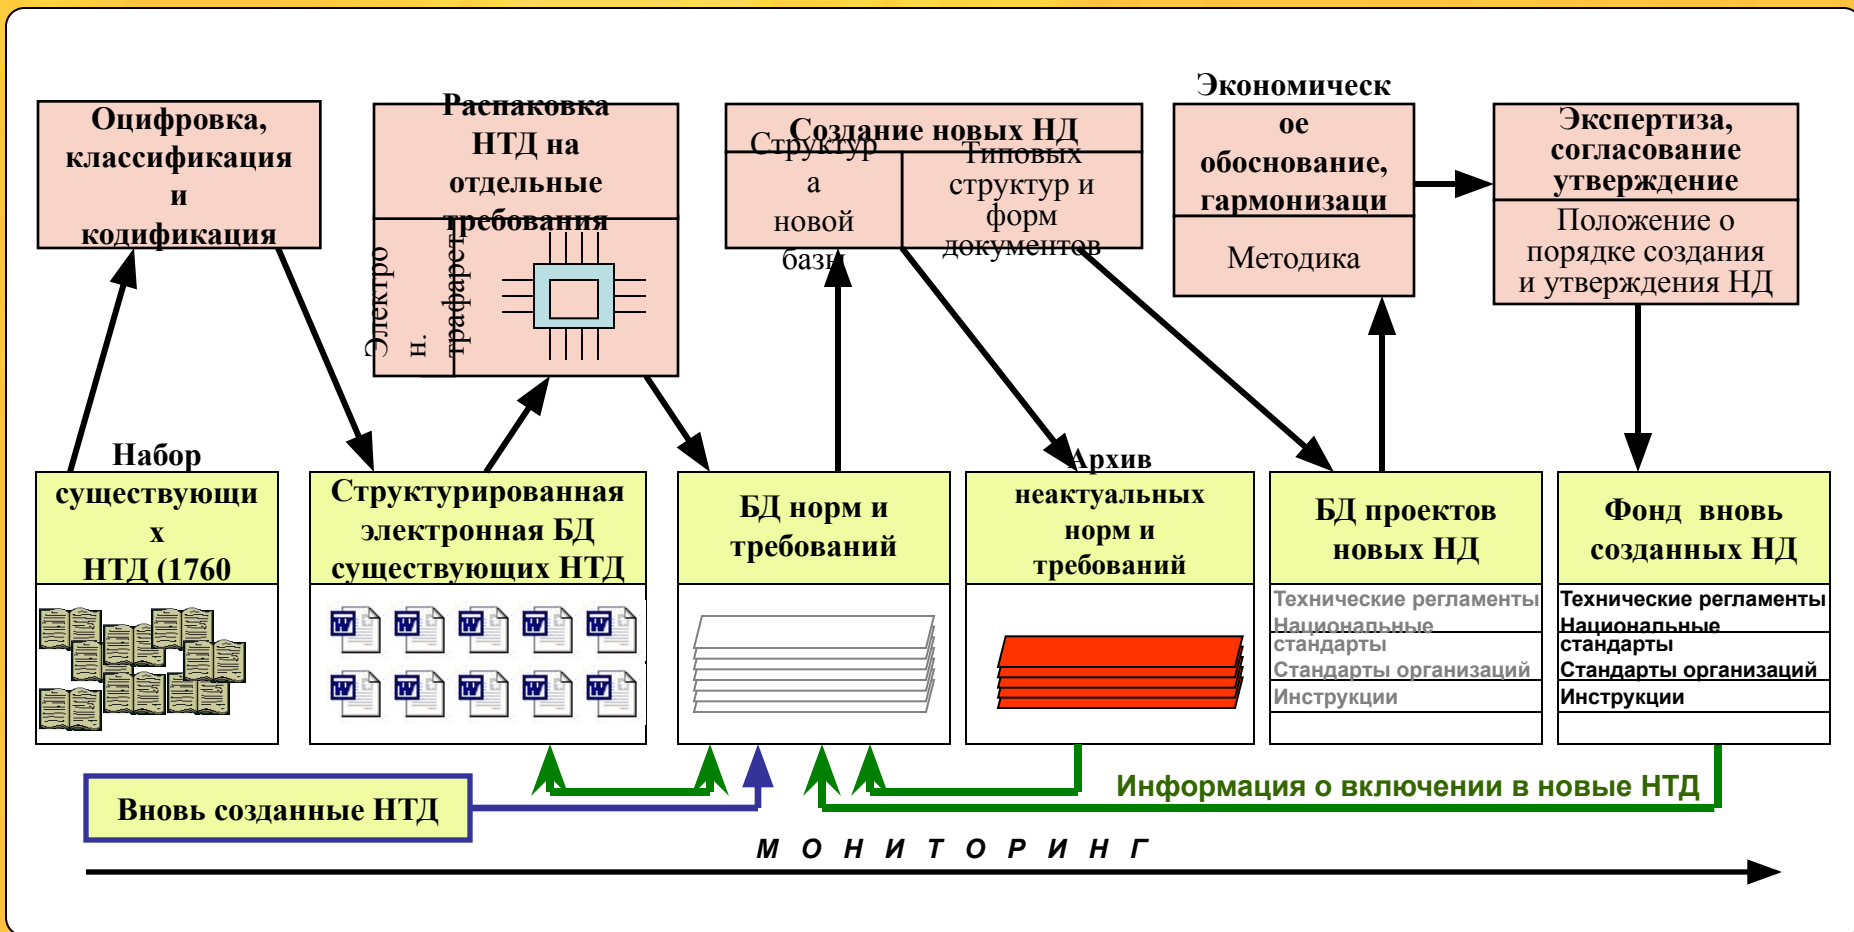 Оцифровка,
классификация
и
кодификация
Распаковка
НТД на
отдельные
требования
Электро
н.
трафарет
Создание новых НД
Структур
а
новой
базы
Типовых
структур и
форм
документов
Экономическ
ое
обоснование,
гармонизаци
Методика
Экспертиза,
согласование
утверждение
Положение о
порядке создания
и утверждения НД
Набор
существующи
х
НТД (1760
Структурированная
электронная БД
существующих НТД
БД норм и
требований
Архив
неактуальных
норм и
требований
БД проектов
новых НД
Технические регламенты
Национальные
стандарты
Стандарты организаций
Инструкции
Фонд вновь
созданных НД
Технические регламенты
Национальные
стандарты
Стандарты организаций
Инструкции
Вновь созданные НТД
Информация о включении в новые НТД
М О Н И Т О Р И Н Г